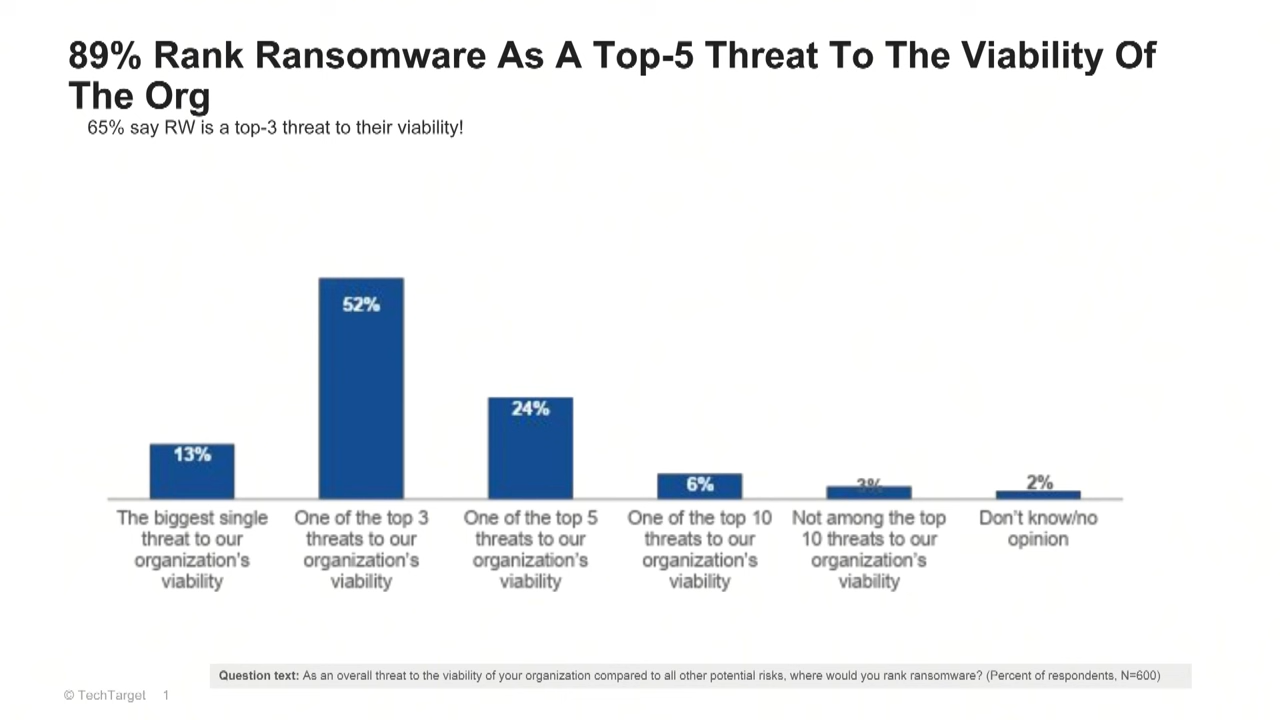 89% Rank Ransomware As A Top-5 Threat To The Viability Of
The Org
65% say RW is a top-3 threat to their viability!
52%
24%
13%
6%
3%
2%
The biggest single
threat to our
organization's
viability
One of the top 3
threats to our
organization's
viability
One of the top 5
threats to our
organization's
viability
One of the top 10
threats to our
organization's
viability
Not among the top
10 threats to our
organization's
viability
Don't know/no
opinion
Question text: As an overall threat to the viability of your organization compared to all other potential risks, where would you rank ransomware? (Percent of respondents, N=600)
© TechTarget 1